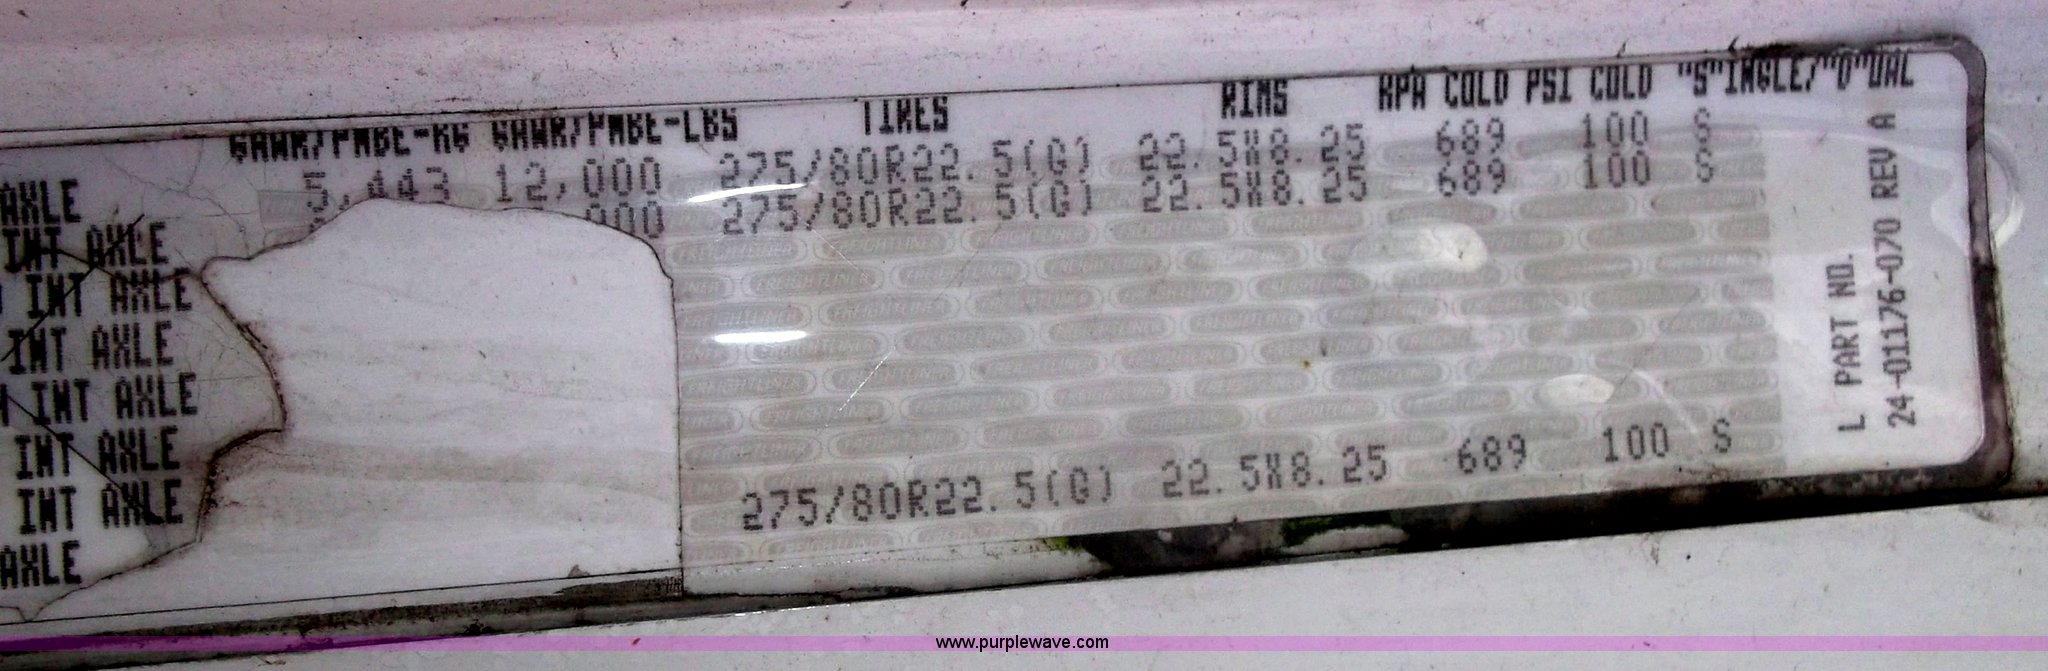 GAWR/PNBE-KG GAWR/PNBE-LBS TIRES RIMS KPA COLD PSI COLD "S"INGLE/"D"UAL
AXLE 5,443 12,000 275/80R22.5(G) 22.5X8.25 689 100 S
INT AXLE 000 275/80R22.5(G) 22.5X8.25 689 100 S
INT AXLE
INT AXLE
INT AXLE
INT AXLE
INT AXLE
AXLE 275/80R22.5(G) 22.5X8.25 689 100 S
L PART NO.
24-01176-070 REV A
FREIGHTLINER
www.purplewave.com